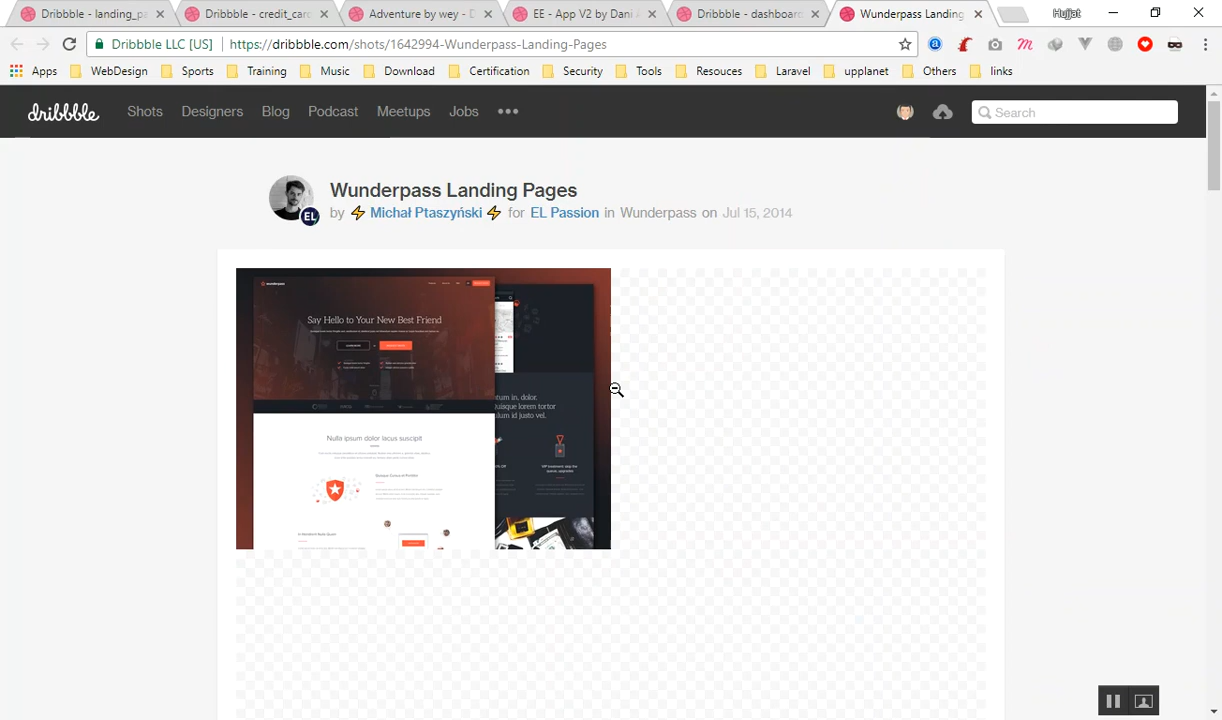 Dribbble - landing_pa
Dribbble - credit_card
Adventure by wey - D
EE - App V2 by Dani A
Dribbble - dashboard
Wunderpass Landing
Hujjat
Dribbble LLC [US]
https://dribbble.com/shots/1642994-Wunderpass-Landing-Pages
Apps WebDesign Sports Training Music Download Certification Security Tools Resouces Laravel upplanet Others links
dribbble Shots Designers Blog Podcast Meetups Jobs Search
Wunderpass Landing Pages
EL
by ⚡ Michał Ptaszyński ⚡ for EL Passion in Wunderpass on Jul 15, 2014
wunderpass
Say Hello to Your New Best Friend
Nulla ipsum dolor lacus suscipit